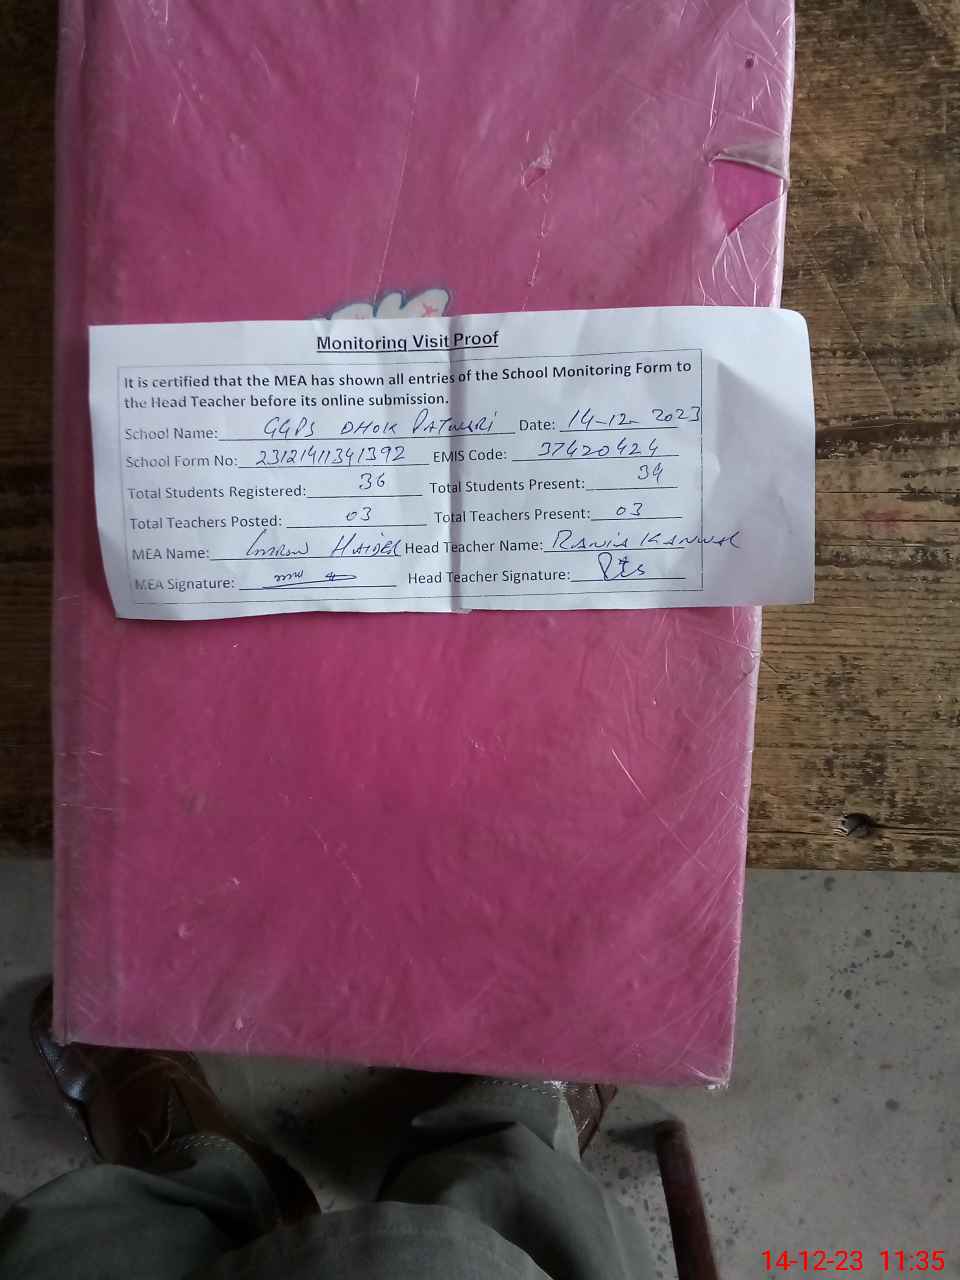 Monitoring Visit Proof
It is certified that the MEA has shown all entries of the School Monitoring Form to
the Head Teacher before its online submission.
School Name: GGPS DHOK PATWARI Date: 14-12-2023
School Form No: 23121411341392 EMIS Code: 37420424
Total Students Registered: 36 Total Students Present: 34
Total Teachers Posted: 03 Total Teachers Present: 03
MEA Name: Imran Haider Head Teacher Name: RANIA KANWAL
MEA Signature: Head Teacher Signature:
14-12-23 11:35